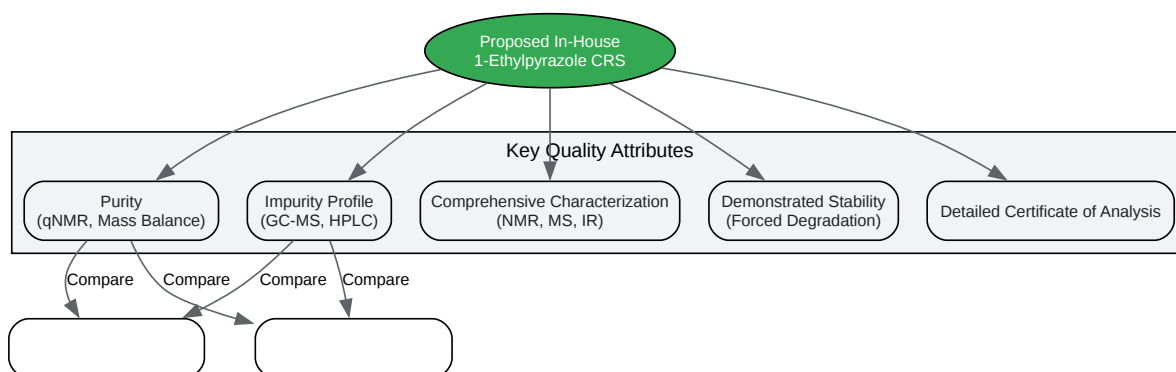 Proposed In-House
1-Ethylpyrazole CRS
Key Quality Attributes
Purity
(qNMR, Mass Balance)
Impurity Profile
(GC-MS, HPLC)
Comprehensive Characterization
(NMR, MS, IR)
Demonstrated Stability
(Forced Degradation)
Detailed Certificate of Analysis
Compare
Compare
Compare
Compare